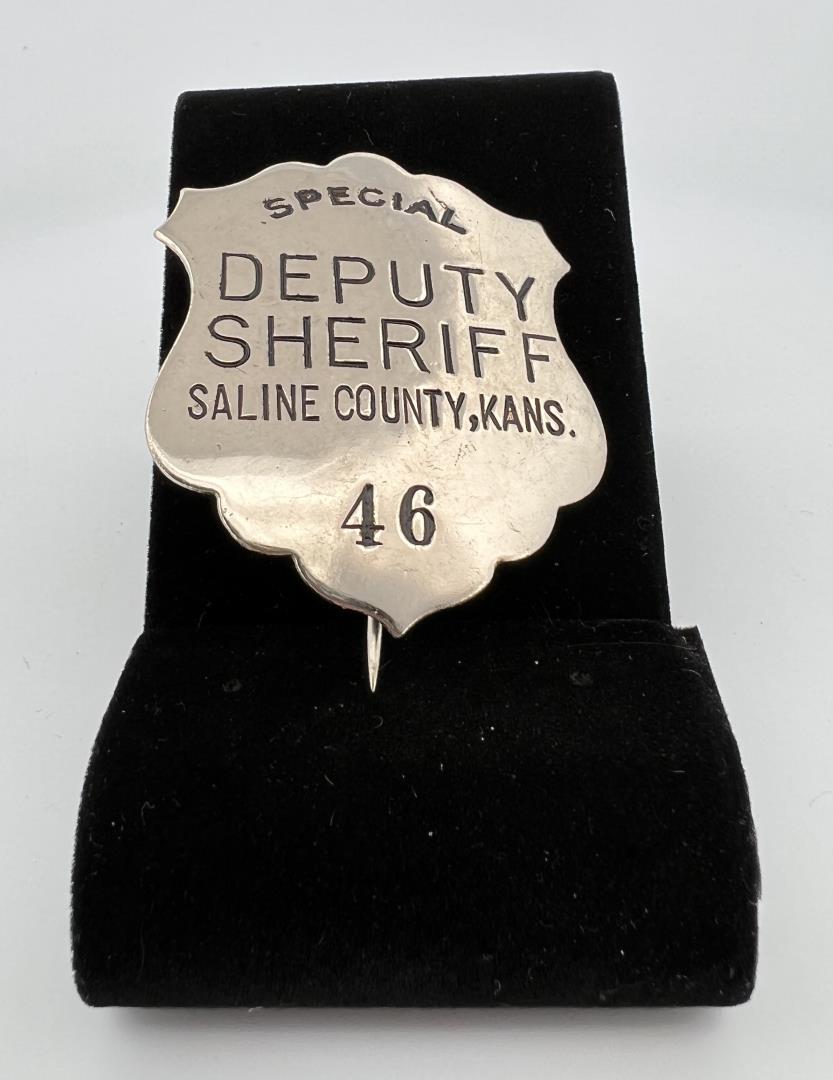 SPECIAL
DEPUTY
SHERIFF
SALINE COUNTY, KANS.
46